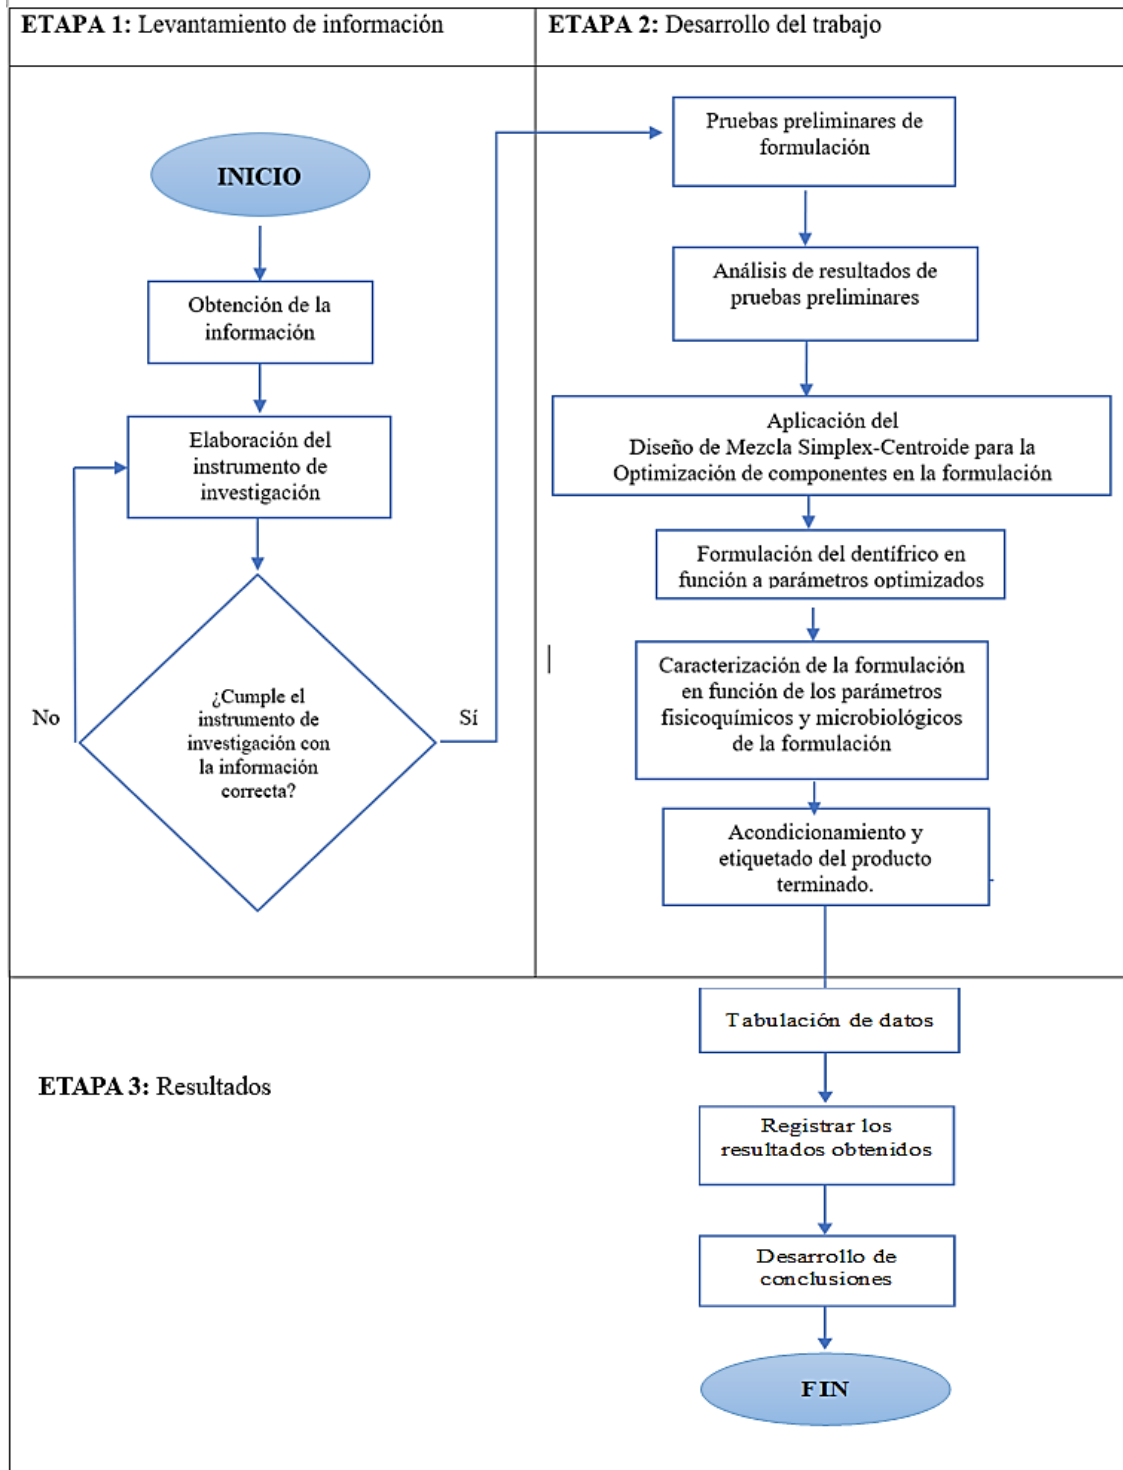 ETAPA 1: Levantamiento de información
INICIO
Obtención de la
información
Elaboración del
instrumento de
investigación
¿Cumple el
instrumento de
investigación con
la información
correcta?
No
Sí
ETAPA 2: Desarrollo del trabajo
Pruebas preliminares de
formulación
Análisis de resultados de
pruebas preliminares
Aplicación del
Diseño de Mezcla Simplex-Centroide para la
Optimización de componentes en la formulación
Formulación del dentífrico en
función a parámetros optimizados
Caracterización de la formulación
en función de los parámetros
fisicoquímicos y microbiológicos
de la formulación
Acondicionamiento y
etiquetado del producto
terminado.
ETAPA 3: Resultados
Tabulación de datos
Registrar los
resultados obtenidos
Desarrollo de
conclusiones
FIN